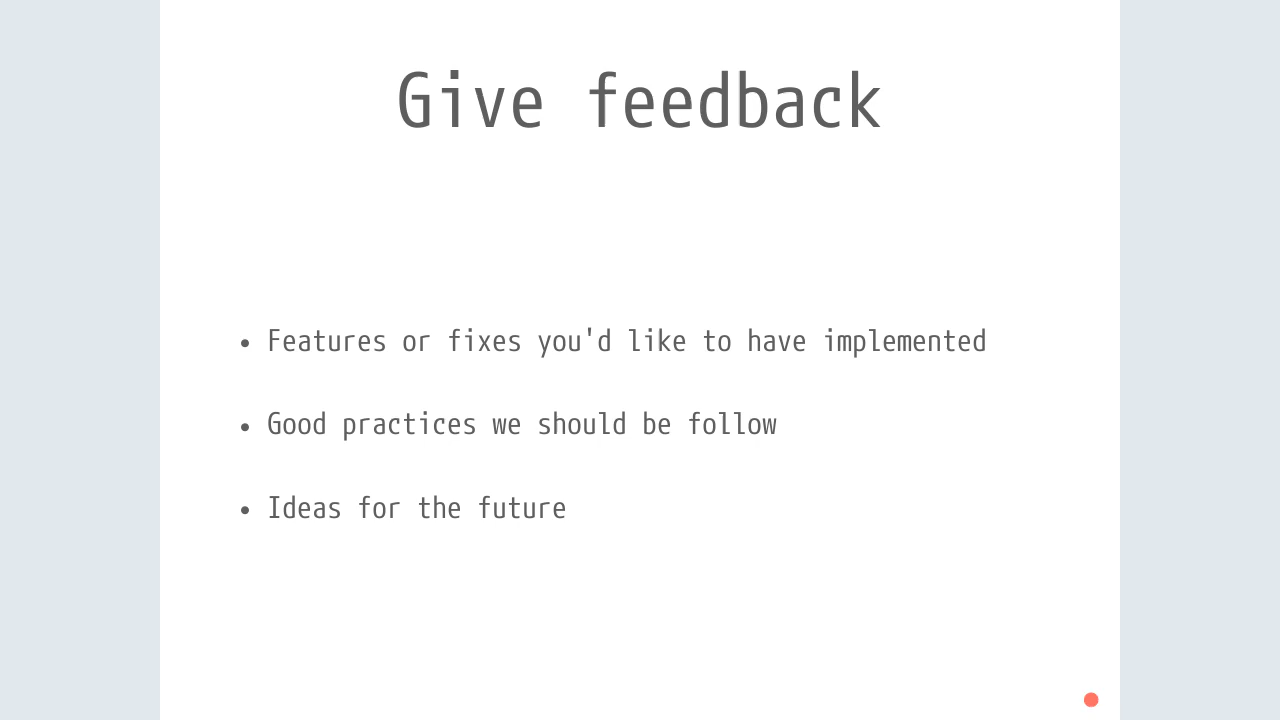 Give feedback
• Features or fixes you'd like to have implemented
• Good practices we should be follow
• Ideas for the future